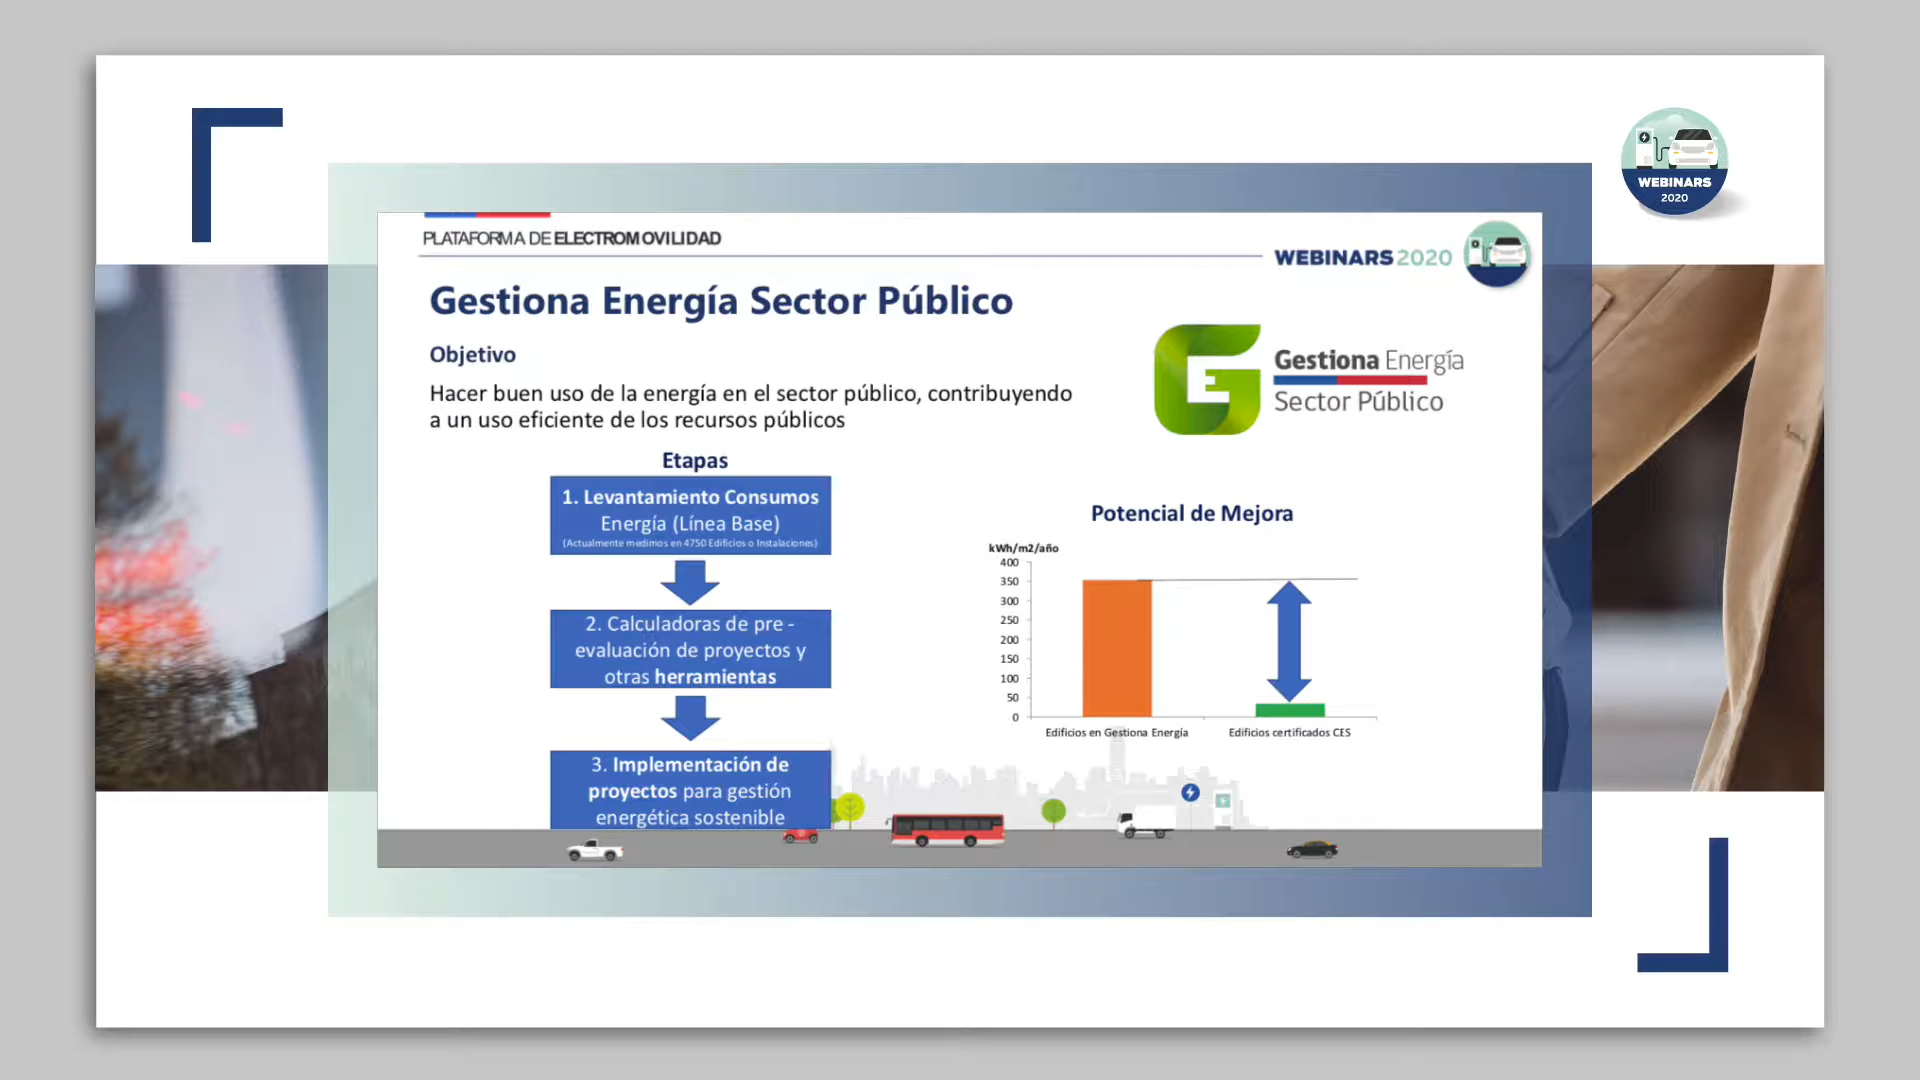 WEBINARS
2020
PLATAFORMA DE ELECTROMOVILIDAD
WEBINARS 2020
Gestiona Energía Sector Público
Objetivo
Hacer buen uso de la energía en el sector público, contribuyendo
a un uso eficiente de los recursos públicos
Gestiona Energía
Sector Público
Etapas
1. Levantamiento Consumos
Energía (Línea Base)
(Actualmente medimos en 4750 Edificios o Instalaciones)
2. Calculadoras de pre -
evaluación de proyectos y
otras herramientas
3. Implementación de
proyectos para gestión
energética sostenible
Potencial de Mejora
kWh/m2/año
400
350
300
250
200
150
100
50
0
Edificios en Gestiona Energía
Edificios certificados CES